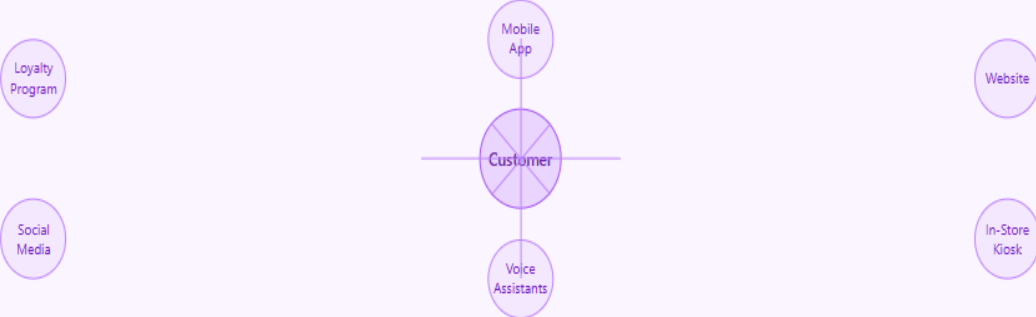 Mobile
App
Loyalty
Program
Website
Customer
Social
Media
In-Store
Kiosk
Voice
Assistants